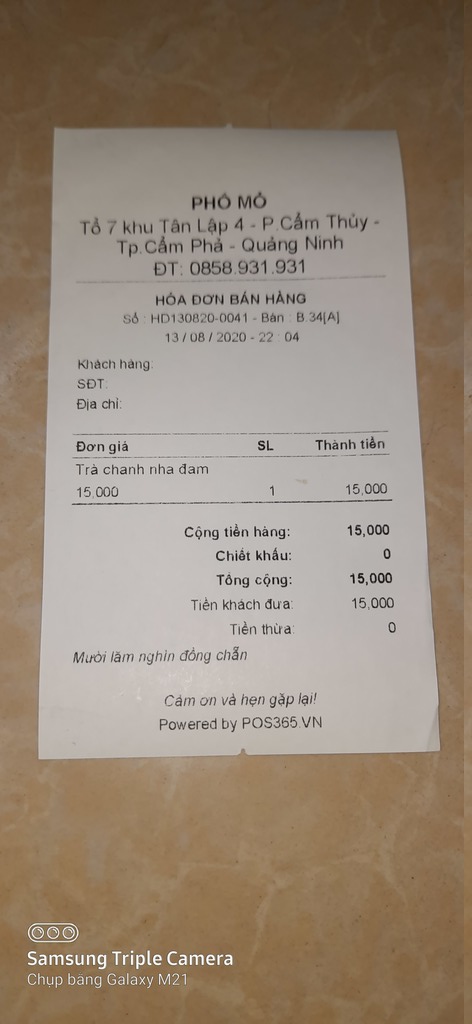 PHỐ MỎ
Tổ 7 khu Tân Lập 4 - P.Cẩm Thủy -
Tp.Cẩm Phả - Quảng Ninh
ĐT: 0858.931.931
HÓA ĐƠN BÁN HÀNG
Số : HD130820-0041 - Bàn : B 34[A]
13 / 08 / 2020 - 22 : 04
Khách hàng:
SĐT:
Địa chỉ:
Đơn giá SL Thành tiền
Trà chanh nha đam
15,000 1 15,000
Cộng tiền hàng: 15,000
Chiết khấu: 0
Tổng cộng: 15,000
Tiền khách đưa: 15,000
Tiền thừa: 0
Mười lăm nghìn đồng chẵn
Cảm ơn và hẹn gặp lại!
Powered by POS365.VN
Samsung Triple Camera
Chụp bằng Galaxy M21